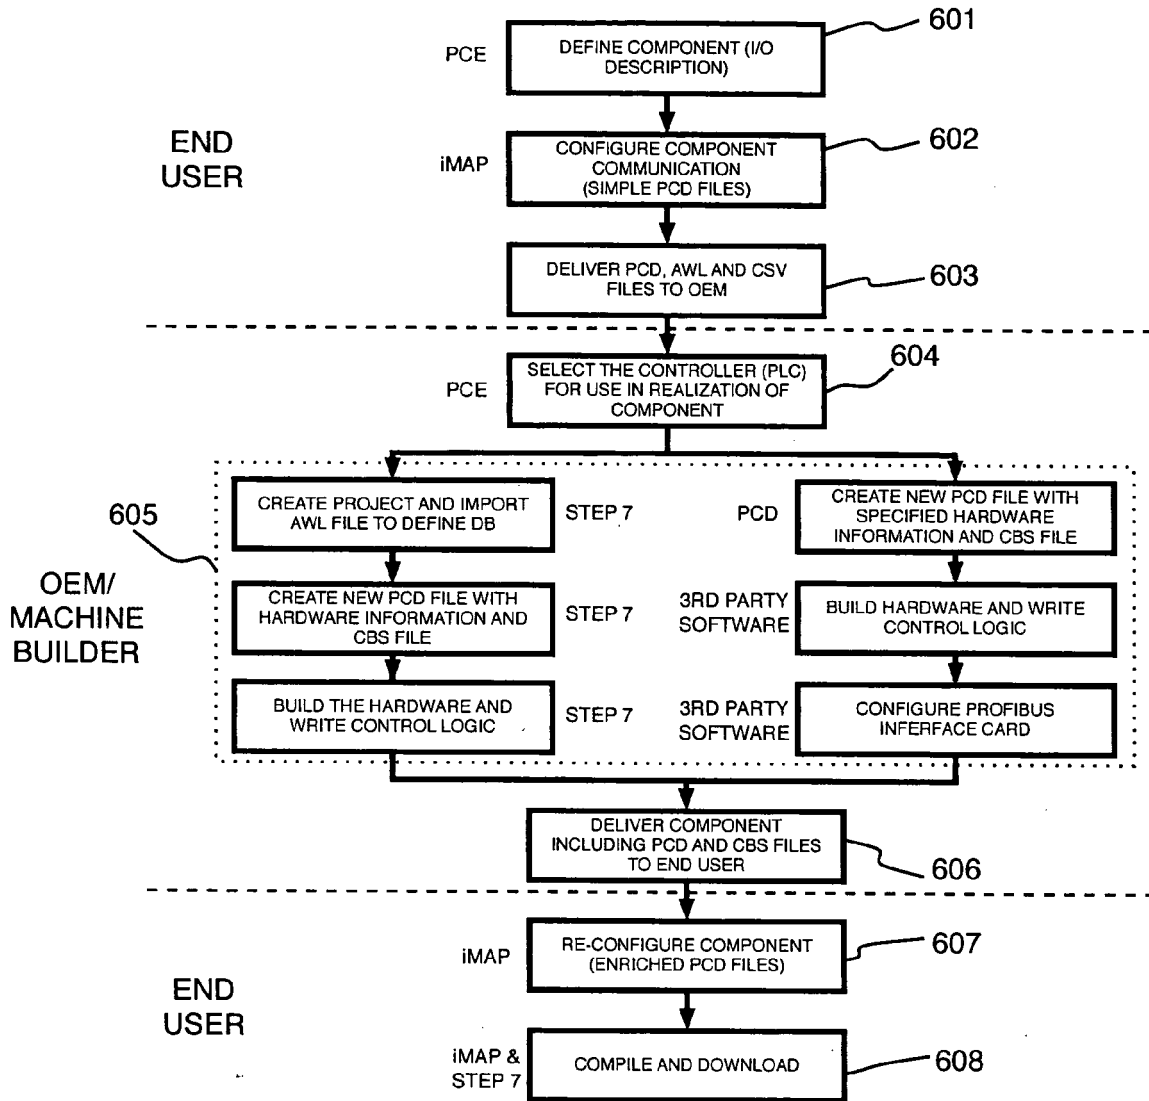 601
PCE
DEFINE COMPONENT (I/O
DESCRIPTION)
END
USER
602
iMAP
CONFIGURE COMPONENT
COMMUNICATION
(SIMPLE PCD FILES)
603
DELIVER PCD, AWL AND CSV
FILES TO OEM
604
PCE
SELECT THE CONTROLLER (PLC)
FOR USE IN REALIZATION OF
COMPONENT
605
OEM/
MACHINE
BUILDER
CREATE PROJECT AND IMPORT
AWL FILE TO DEFINE DB
STEP 7
CREATE NEW PCD FILE WITH
HARDWARE INFORMATION AND
CBS FILE
STEP 7
BUILD THE HARDWARE AND
WRITE CONTROL LOGIC
STEP 7
PCD
CREATE NEW PCD FILE WITH
SPECIFIED HARDWARE
INFORMATION AND CBS FILE
3RD PARTY
SOFTWARE
BUILD HARDWARE AND WRITE
CONTROL LOGIC
3RD PARTY
SOFTWARE
CONFIGURE PROFIBUS
INFERFACE CARD
DELIVER COMPONENT
INCLUDING PCD AND CBS FILES
TO END USER
606
END
USER
iMAP
RE-CONFIGURE COMPONENT
(ENRICHED PCD FILES)
607
iMAP &
STEP 7
COMPILE AND DOWNLOAD
608